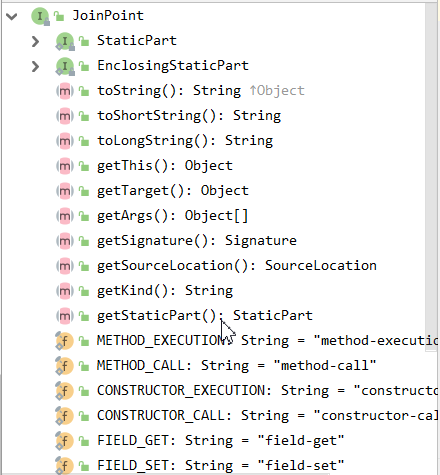 JoinPoint
StaticPart
EnclosingStaticPart
toString(): String ↑Object
toShortString(): String
toLongString(): String
getThis(): Object
getTarget(): Object
getArgs(): Object[]
getSignature(): Signature
getSourceLocation(): SourceLocation
getKind(): String
getStaticPart(): StaticPart
METHOD_EXECUTION: String = "method-executio
METHOD_CALL: String = "method-call"
CONSTRUCTOR_EXECUTION: String = "constructo
CONSTRUCTOR_CALL: String = "constructor-cal
FIELD_GET: String = "field-get"
FIELD_SET: String = "field-set"